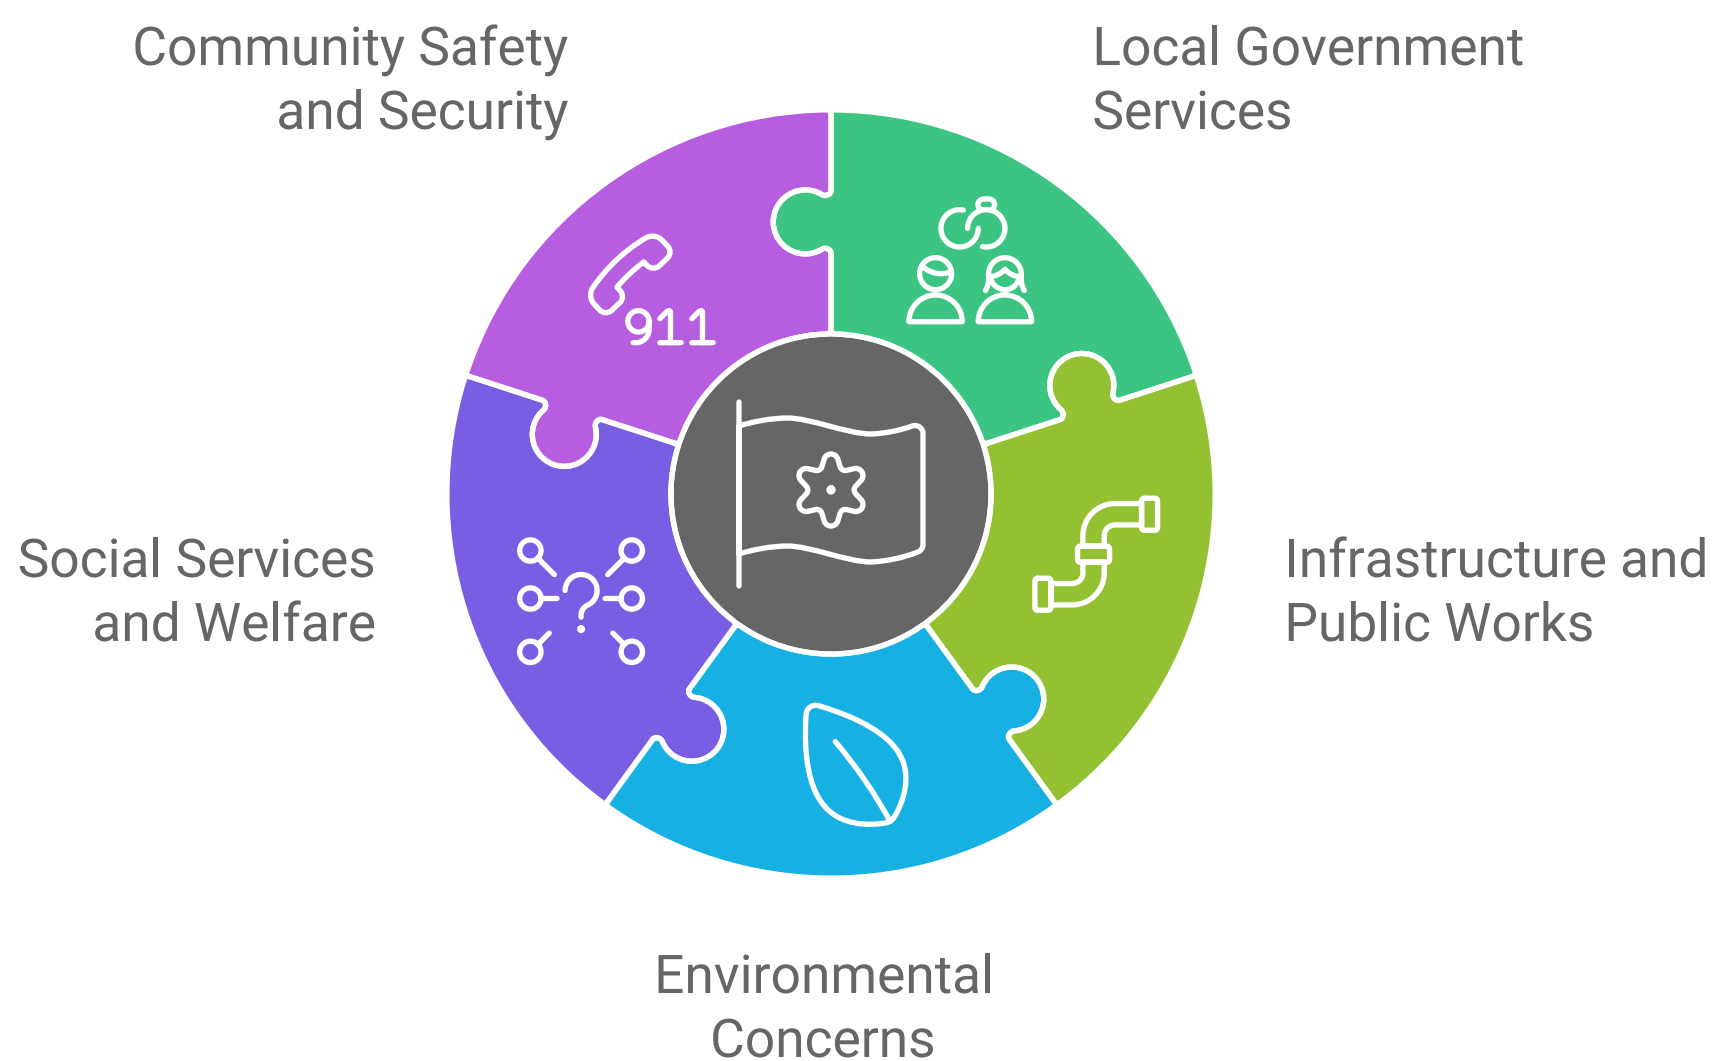 Community Safety
and Security
Local Government
Services
911
Social Services
and Welfare
Infrastructure and
Public Works
Environmental
Concerns